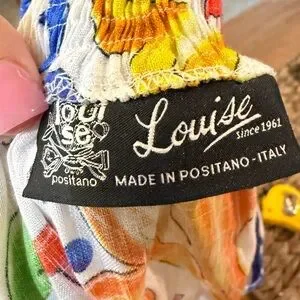 loui
se
positano
Louise
Since 1961
MADE IN POSITANO - ITALY